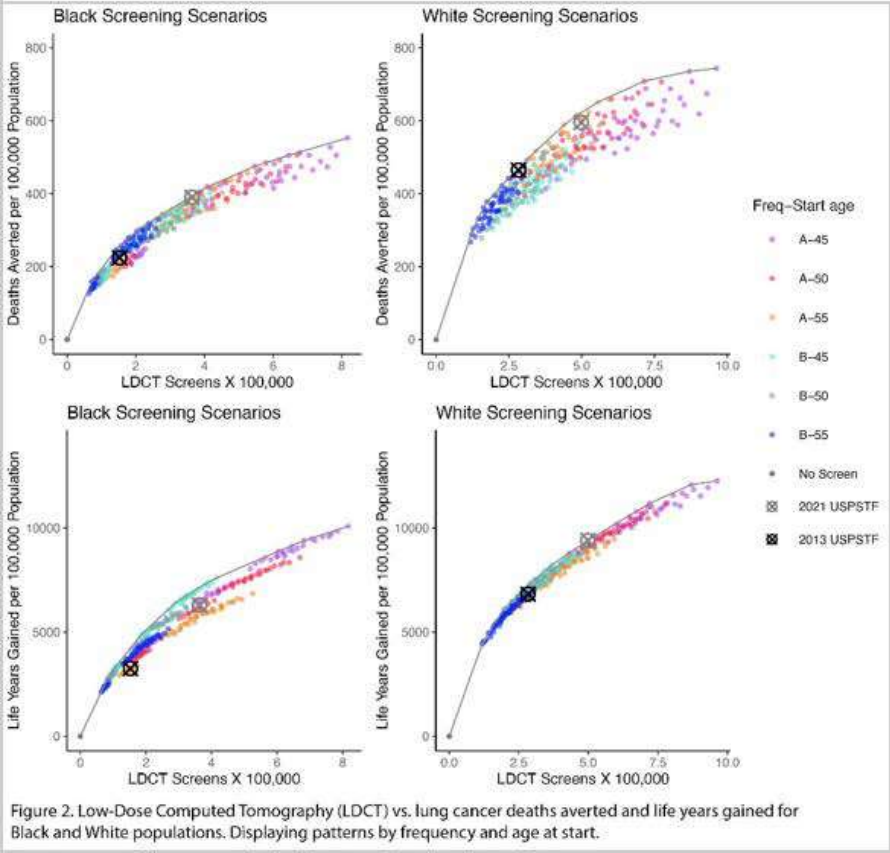 Black Screening Scenarios
Deaths Averted per 100,000 Population
800
600
400
200
0
0 2 4 6 8
LDCT Screens X 100,000
White Screening Scenarios
Deaths Averted per 100,000 Population
800
600
400
200
0
0.0 2.5 5.0 7.5 10.0
LDCT Screens X 100,000
Black Screening Scenarios
Life Years Gained per 100,000 Population
10000
5000
0
0 2 4 6 8
LDCT Screens X 100,000
White Screening Scenarios
Life Years Gained per 100,000 Population
10000
5000
0
0.0 2.5 5.0 7.5 10.0
LDCT Screens X 100,000
Freq-Start age
A-45
A-50
A-55
B-45
B-50
B-55
No Screen
2021 USPSTF
2013 USPSTF
Figure 2. Low-Dose Computed Tomography (LDCT) vs. lung cancer deaths averted and life years gained for
Black and White populations. Displaying patterns by frequency and age at start.